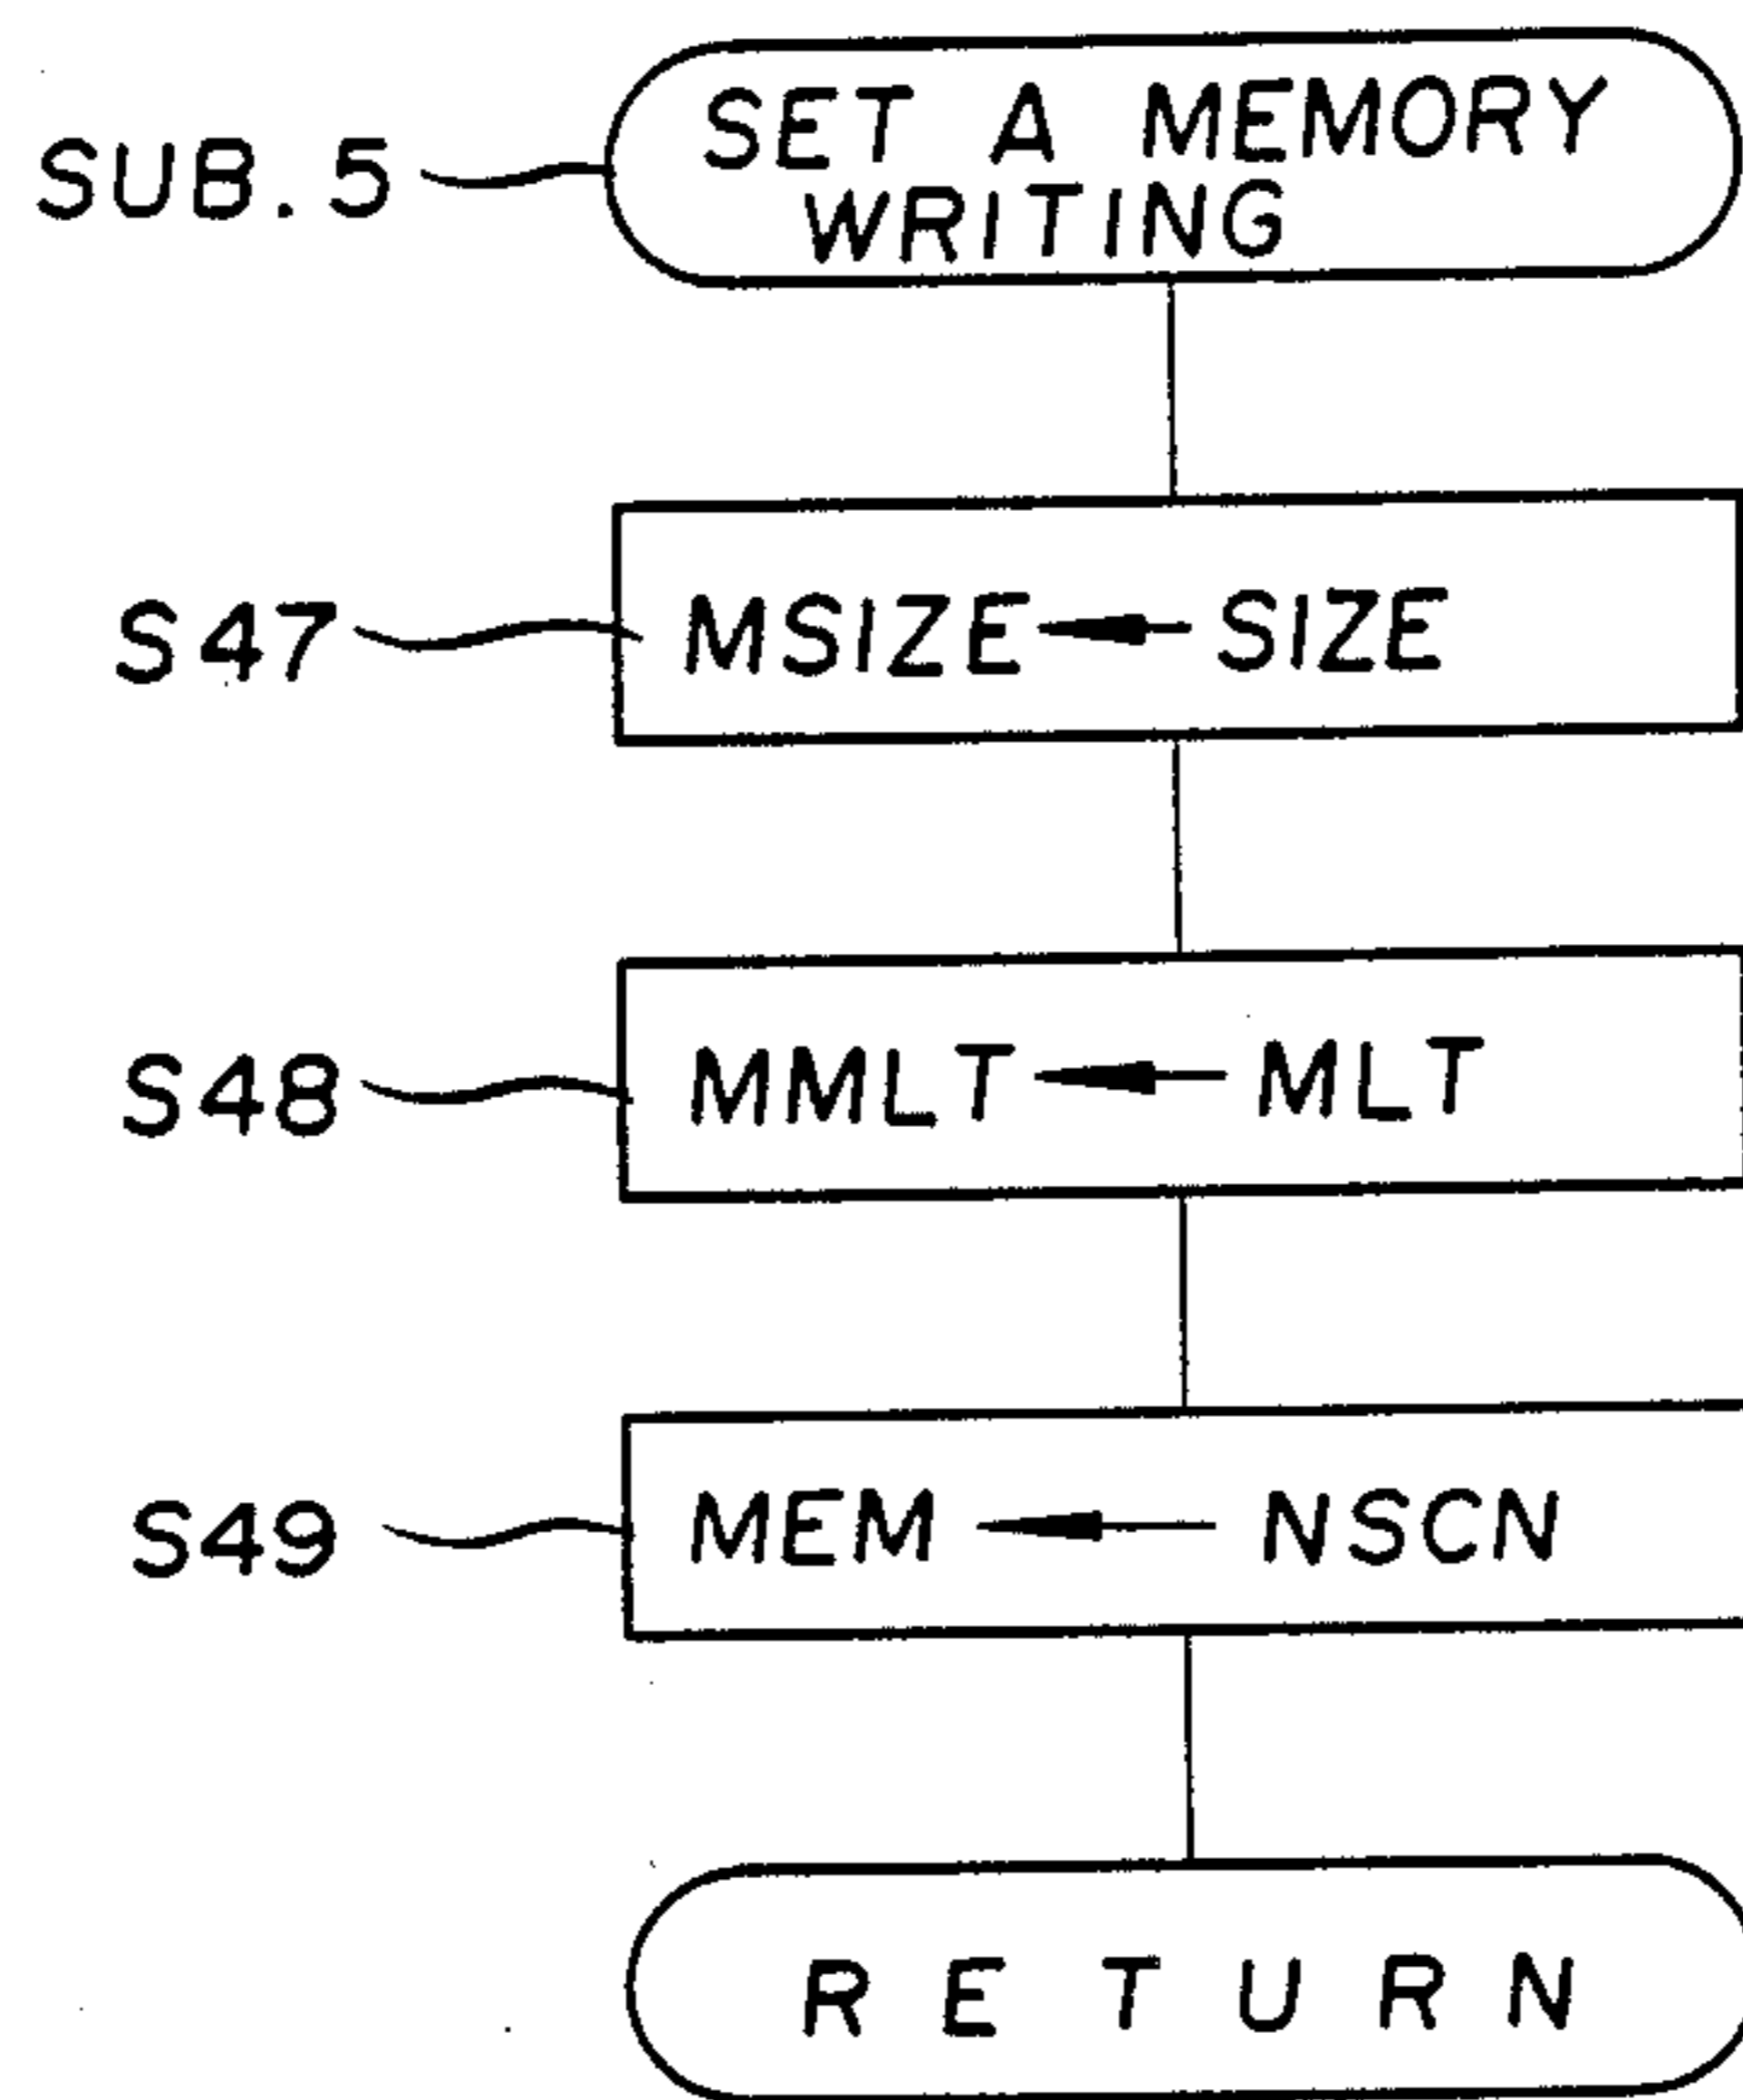 SUB. 5
SET A MEMORY
WRITING
S47
MSIZE ← SIZE
S48
MMLT ← MLT
S49
MEM ← NSCN
RETURN